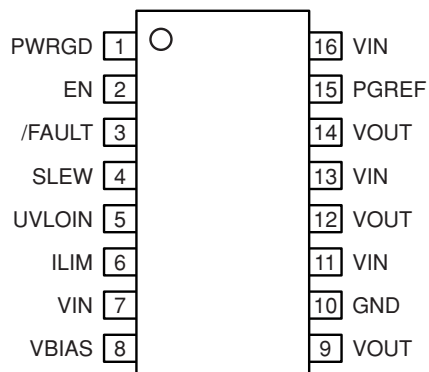 PWRGD 1 16 VIN
EN 2 15 PGREF
/FAULT 3 14 VOUT
SLEW 4 13 VIN
UVLOIN 5 12 VOUT
ILIM 6 11 VIN
VIN 7 10 GND
VBIAS 8 9 VOUT